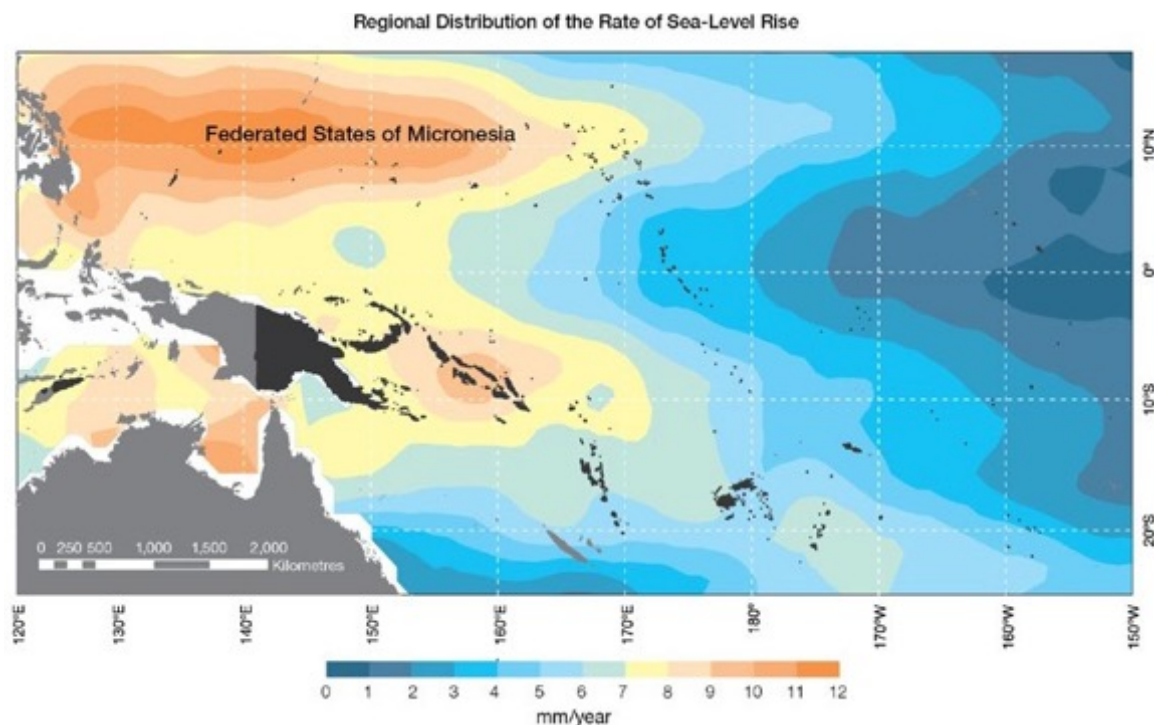 Regional Distribution of the Rate of Sea-Level Rise
Federated States of Micronesia
10°N
0°
10°S
20°S
0 250 500 1,000 1,500 2,000
Kilometres
120°E 130°E 140°E 150°E 160°E 170°E 180° 170°W 160°W 150°W
0 1 2 3 4 5 6 7 8 9 10 11 12
mm/year